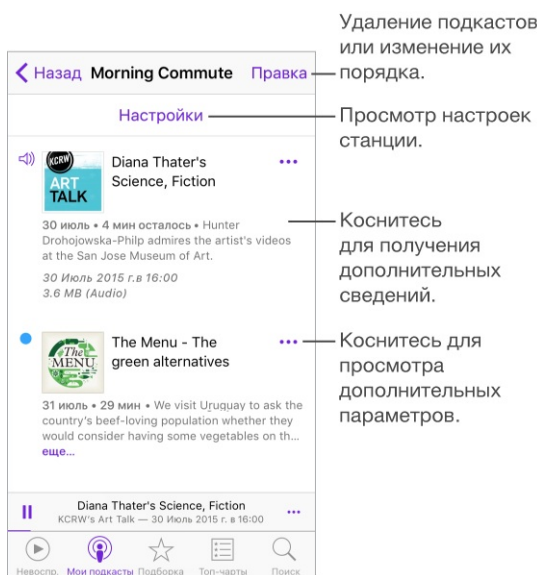 Удаление подкастов
или изменение их
порядка.
Назад Morning Commute Правка
Настройки
Просмотр настроек
станции.
KCRW
ART
TALK
Diana Thater's
Science, Fiction
30 июль • 4 мин осталось • Hunter
Drohojowska-Philp admires the artist's videos
at the San Jose Museum of Art.
30 Июль 2015 г.в 16:00
3.6 MB (Audio)
Коснитесь
для получения
дополнительных
сведений.
The
MENU
The Menu - The
green alternatives
Коснитесь для
просмотра
дополнительных
параметров.
31 июль • 29 мин • We visit Uruguay to ask the
country's beef-loving population whether they
would consider having some vegetables on th...
еще...
Diana Thater's Science, Fiction
KCRW's Art Talk — 30 Июль 2015 г. в 16:00
Невоспр. Мои подкасты Подборка Топ-чарты Поиск